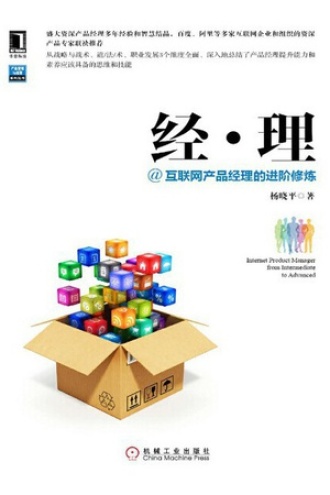 盛大资深产品经理多年经验和智慧结晶，百度、阿里等多家互联网企业和组织的资深
产品专家联袂推荐
从战略与战术、道/法/术、职业发展3个维度全面、深入地总结了产品经理提升能力和
素养应该具备的思维和技能
经·理
@互联网产品经理的进阶修炼
杨晓平◎著
Internet Product Manager
from Intermediate
to Advanced
机械工业出版社
China Machine Press